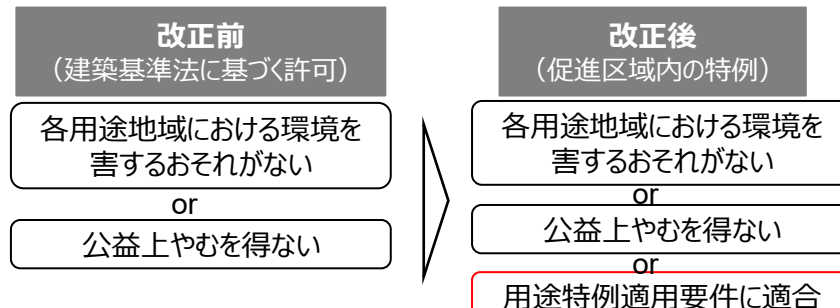 改正前
（建築基準法に基づく許可）
各用途地域における環境を
害するおそれがない
or
公益上やむを得ない
改正後
（促進区域内の特例）
各用途地域における環境を
害するおそれがない
or
公益上やむを得ない
or
用途特例適用要件に適合